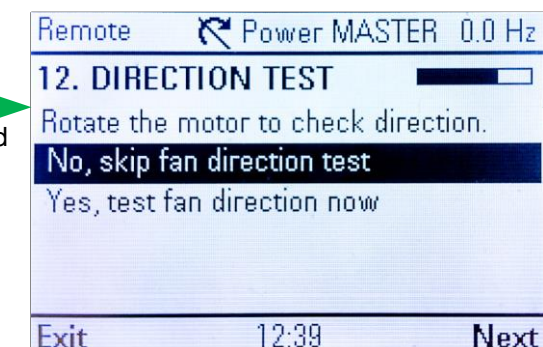 Remote Power MASTER 0.0 Hz
12. DIRECTION TEST
Rotate the motor to check direction.
d
No, skip fan direction test
Yes, test fan direction now
Exit 12:39 Next